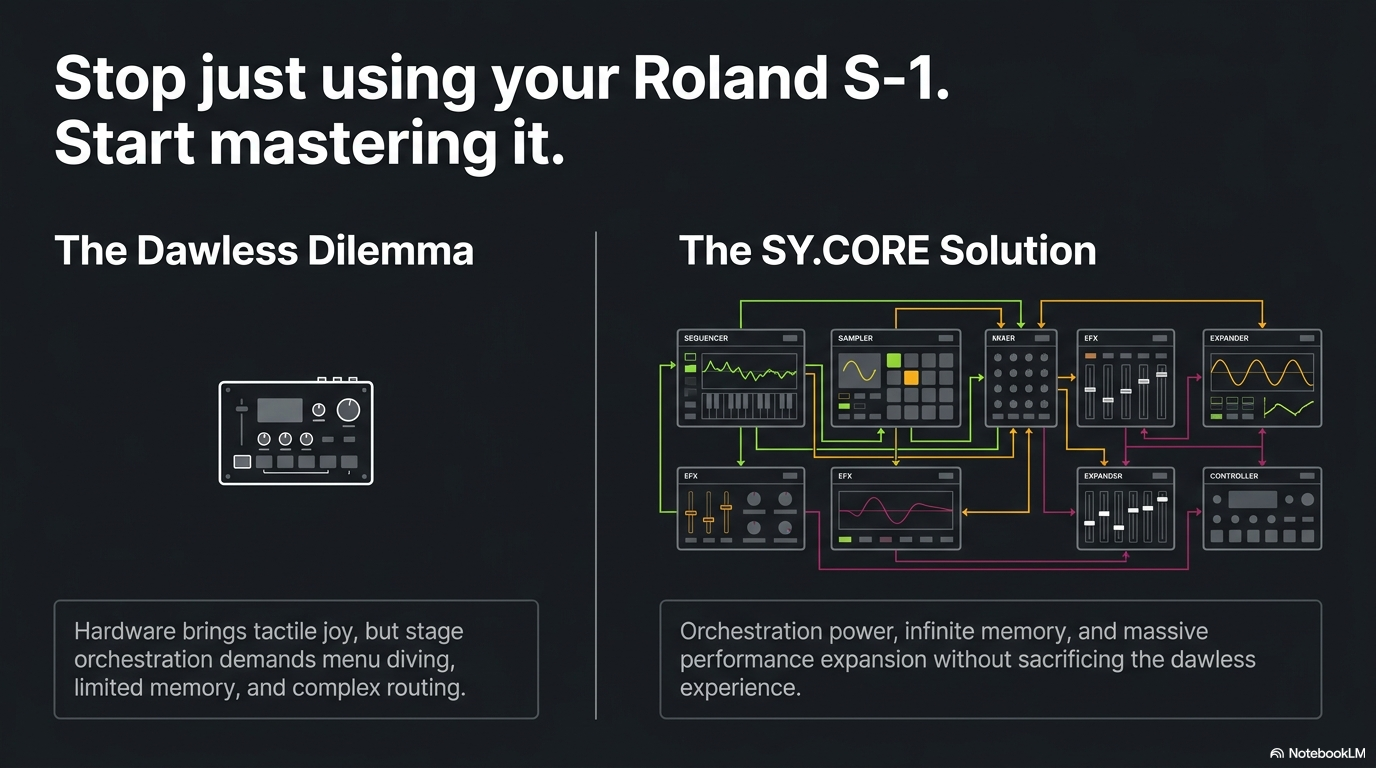 Stop just using your Roland S-1.
Start mastering it.
The Dawless Dilemma
The SY.CORE Solution
SEQUENCER
SAMPLER
EFX
EXPANDER
EFX
EFX
EXPANDSR
CONTROLLER
Hardware brings tactile joy, but stage
orchestration demands menu diving,
limited memory, and complex routing.
Orchestration power, infinite memory, and massive
performance expansion without sacrificing the dawless
experience.
NotebookLM